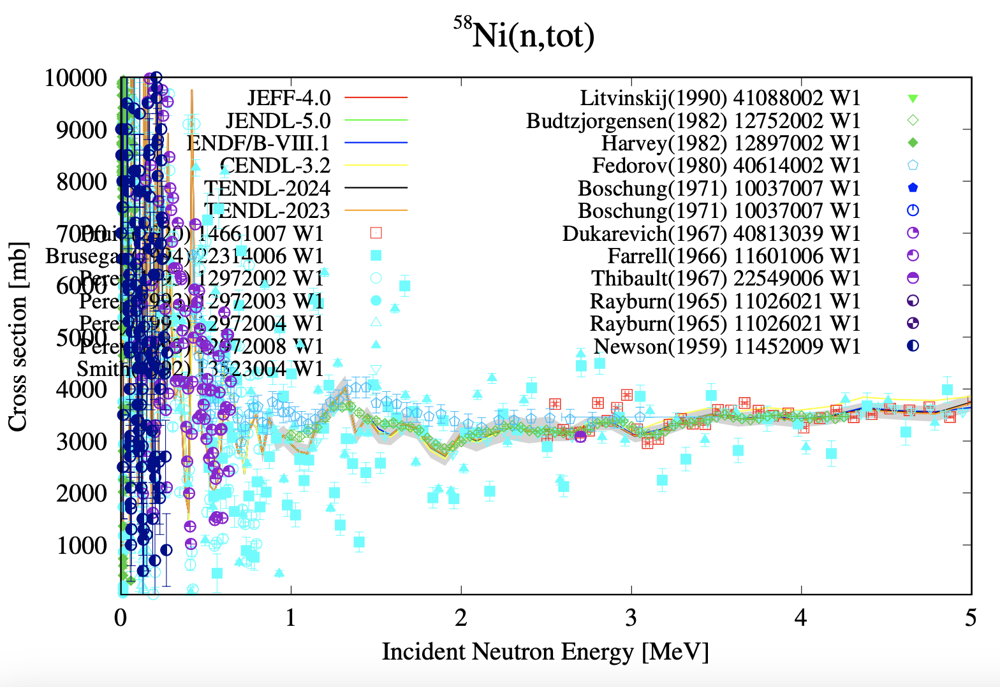 58Ni(n,tot)
10000
9000
8000
7000
6000
5000
4000
3000
2000
1000
Cross section [mb]
JEFF-4.0
JENDL-5.0
ENDF/B-VIII.1
CENDL-3.2
TENDL-2024
TENDL-2023
14661007 W1
22314006 W1
12972002 W1
12972003 W1
12972004 W1
12972008 W1
Smith 13523004 W1
Litvinskij(1990) 41088002 W1
Budtzjorgensen(1982) 12752002 W1
Harvey(1982) 12897002 W1
Fedorov(1980) 40614002 W1
Boschung(1971) 10037007 W1
Boschung(1971) 10037007 W1
Dukarevich(1967) 40813039 W1
Farrell(1966) 11601006 W1
Thibault(1967) 22549006 W1
Rayburn(1965) 11026021 W1
Rayburn(1965) 11026021 W1
Newson(1959) 11452009 W1
0 1 2 3 4 5
Incident Neutron Energy [MeV]